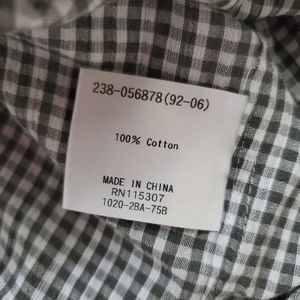 238-056878(92-06)
100% Cotton
MADE IN CHINA
RN115307
1020-2BA-75B